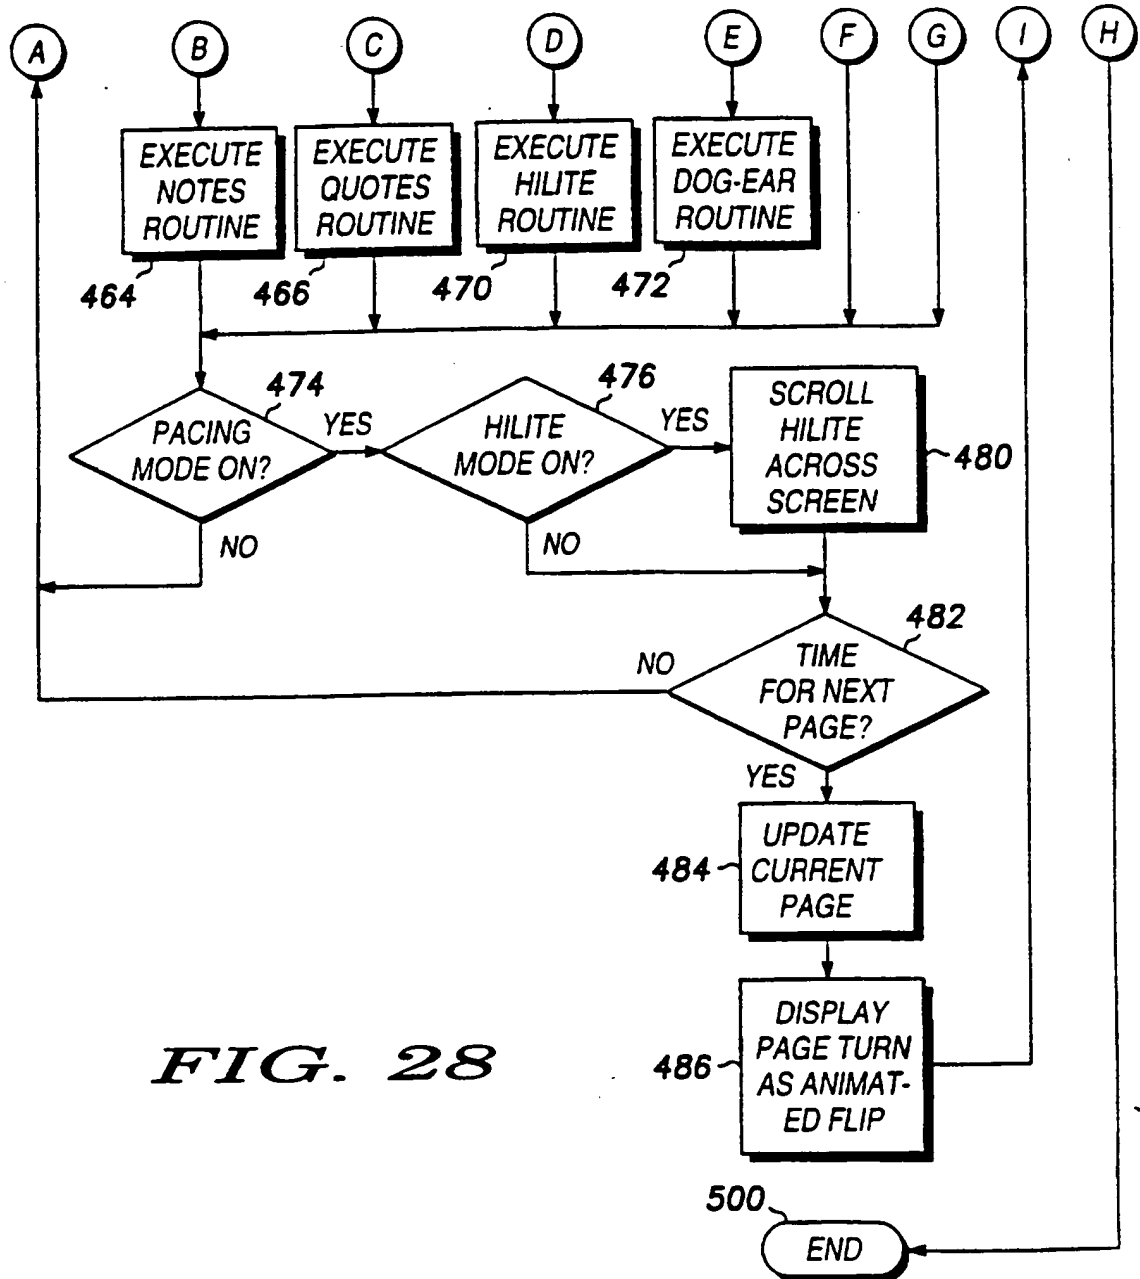 A B C D E F G I H
EXECUTE
NOTES
ROUTINE
464
EXECUTE
QUOTES
ROUTINE
466
EXECUTE
HILITE
ROUTINE
470
EXECUTE
DOG-EAR
ROUTINE
472
474
PACING
MODE ON?
YES
NO
476
HILITE
MODE ON?
YES
NO
SCROLL
HILITE
ACROSS
SCREEN
480
482
TIME
FOR NEXT
PAGE?
NO
YES
484
UPDATE
CURRENT
PAGE
486
DISPLAY
PAGE TURN
AS ANIMAT-
ED FLIP
FIG. 28
500
END